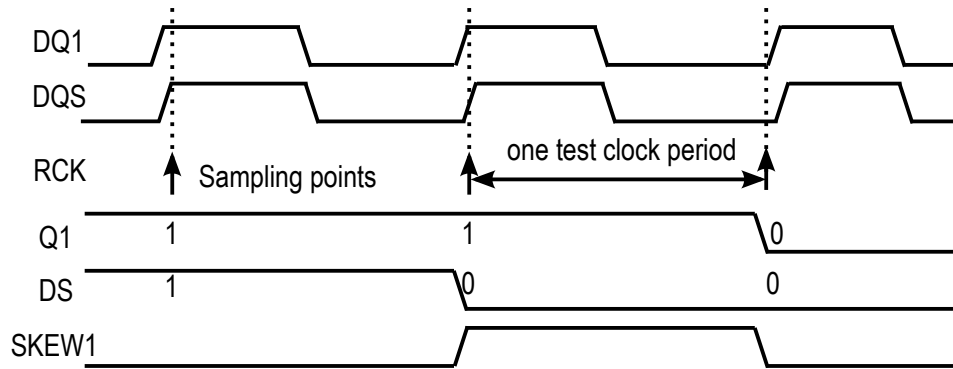 DQ1
DQS
RCK
Sampling points
one test clock period
Q1
1 1 0
DS
1 0 0
SKEW1